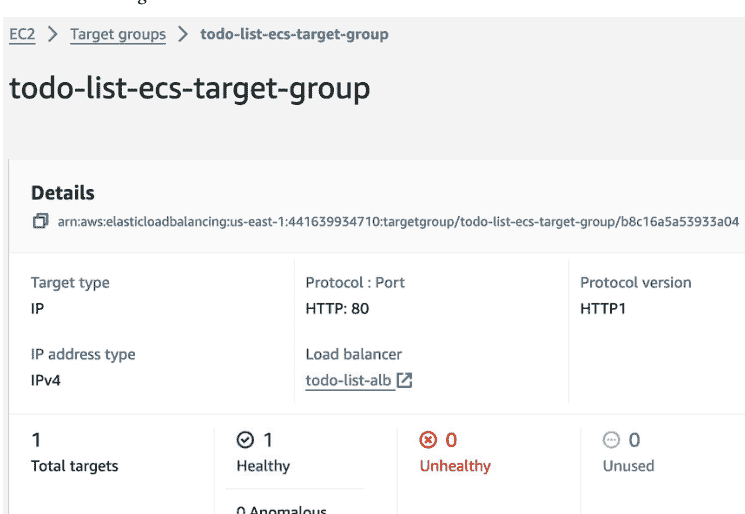 EC2 > Target groups > todo-list-ecs-target-group
todo-list-ecs-target-group
Details
arn:aws:elasticloadbalancing:us-east-1:441639934710:targetgroup/todo-list-ecs-target-group/b8c16a5a53933a04
Target type
IP
Protocol : Port
HTTP: 80
Protocol version
HTTP1
IP address type
IPv4
Load balancer
todo-list-alb
1
Total targets
1
Healthy
0 Anomalous
0
Unhealthy
0
Unused